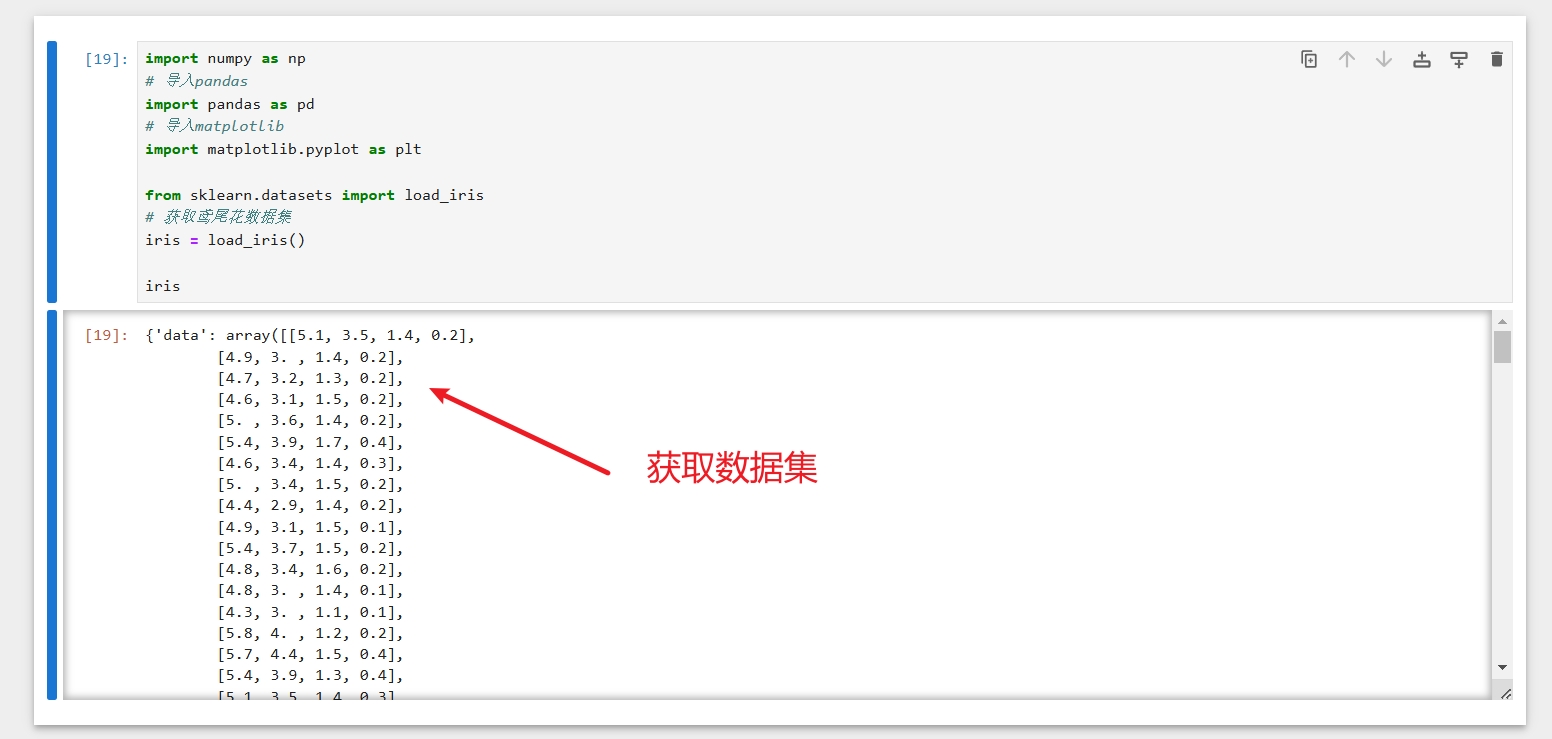 [19]: import numpy as np
# 导入pandas
import pandas as pd
# 导入matplotlib
import matplotlib.pyplot as plt
from sklearn.datasets import load_iris
# 获取鸢尾花数据集
iris = load_iris()
iris
[19]: {'data': array([[5.1, 3.5, 1.4, 0.2],
[4.9, 3. , 1.4, 0.2],
[4.7, 3.2, 1.3, 0.2],
[4.6, 3.1, 1.5, 0.2],
[5. , 3.6, 1.4, 0.2],
[5.4, 3.9, 1.7, 0.4],
[4.6, 3.4, 1.4, 0.3],
获取数据集
[5. , 3.4, 1.5, 0.2],
[4.4, 2.9, 1.4, 0.2],
[4.9, 3.1, 1.5, 0.1],
[5.4, 3.7, 1.5, 0.2],
[4.8, 3.4, 1.6, 0.2],
[4.8, 3. , 1.4, 0.1],
[4.3, 3. , 1.1, 0.1],
[5.8, 4. , 1.2, 0.2],
[5.7, 4.4, 1.5, 0.4],
[5.4, 3.9, 1.3, 0.4],
[5.1, 3.5, 1.4, 0.3]